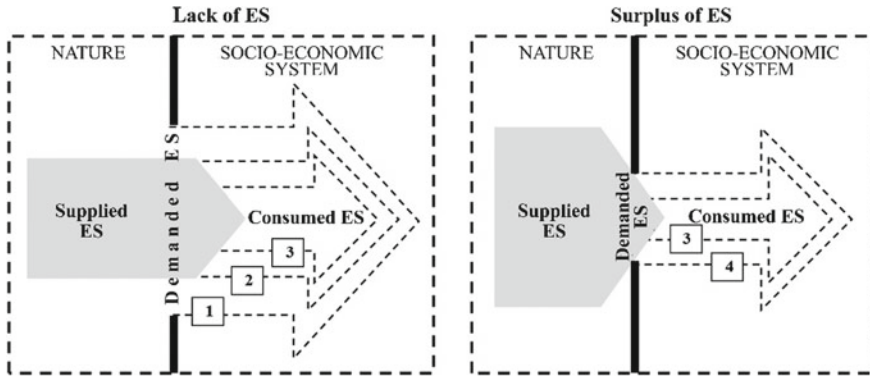 Lack of ES
NATURE
SOCIO-ECONOMIC
SYSTEM
Supplied
ES
Demanded ES
Consumed ES
3
2
1
Surplus of ES
NATURE
SOCIO-ECONOMIC
SYSTEM
Supplied
ES
Demanded
ES
Consumed ES
3
4